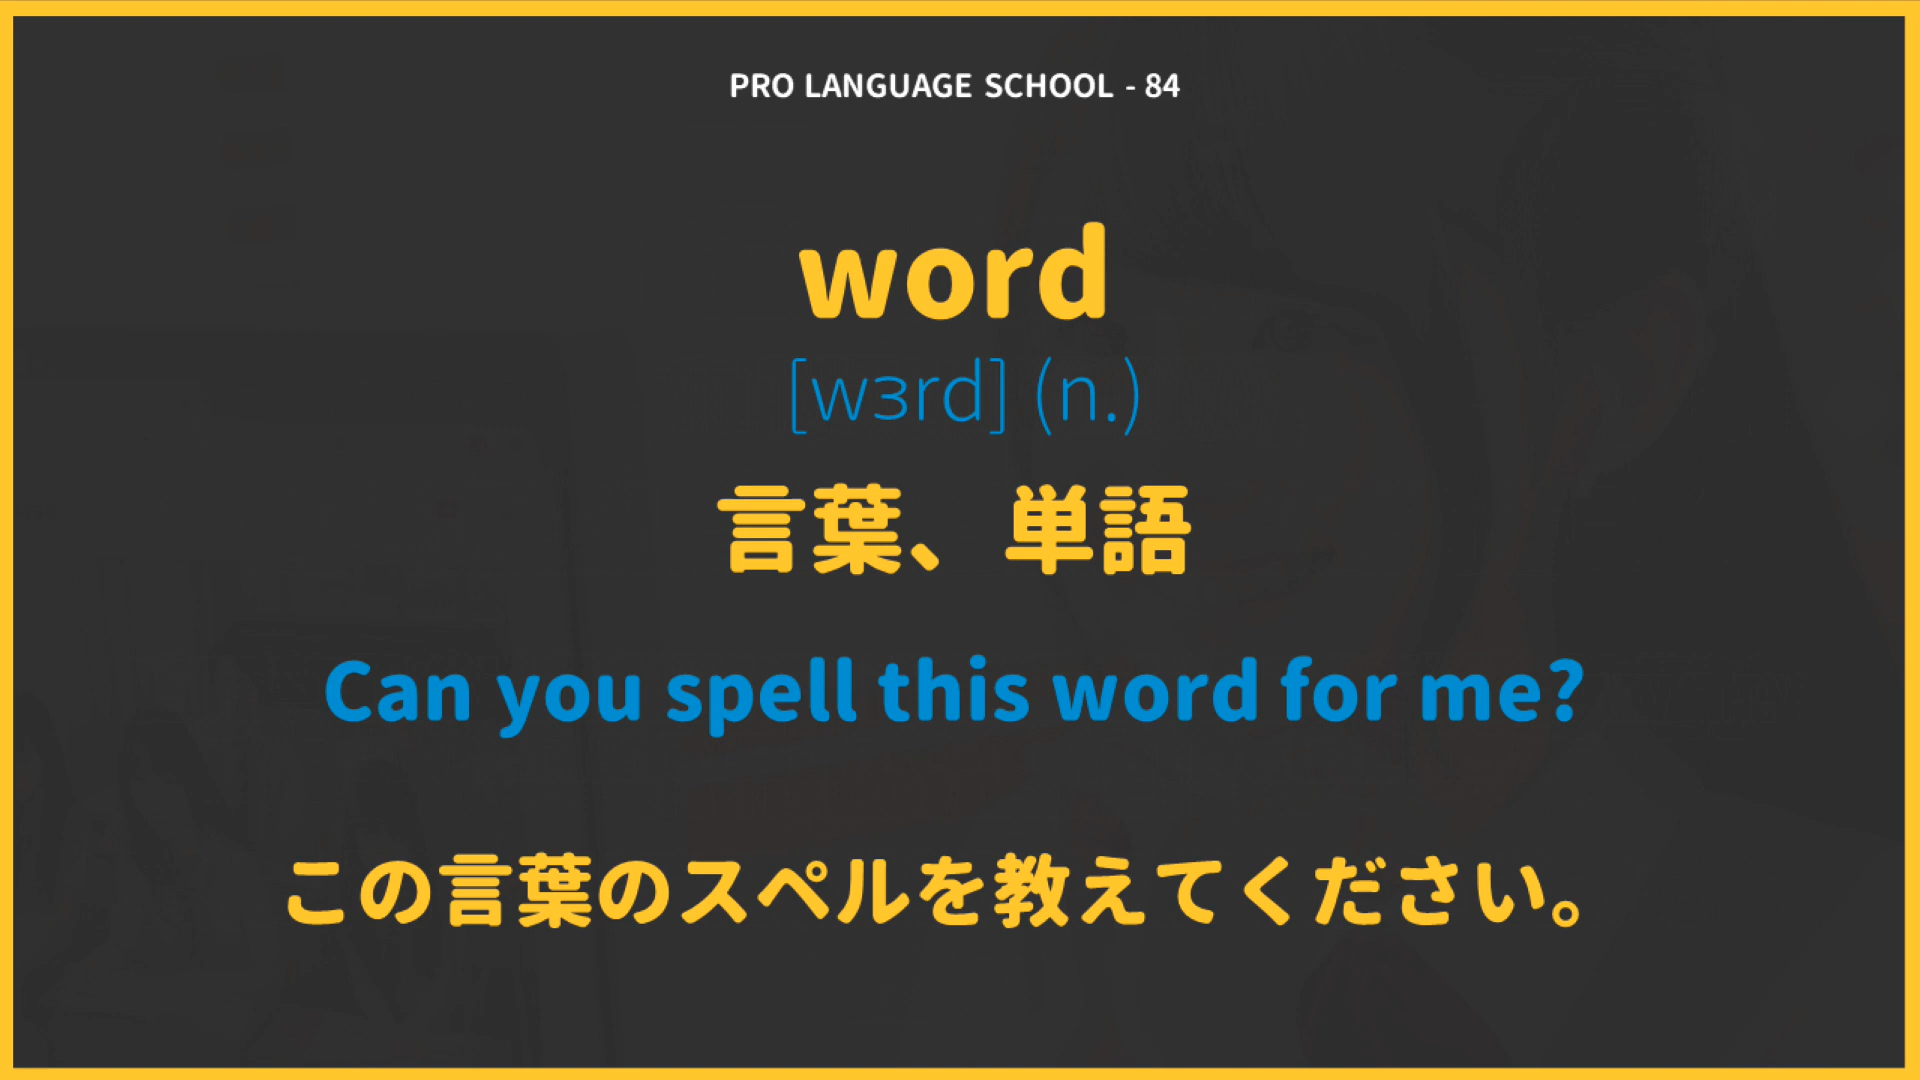 PRO LANGUAGE SCHOOL - 84
word
[wɜrd] (n.)
言葉、単語
Can you spell this word for me?
この言葉のスペルを教えてください。